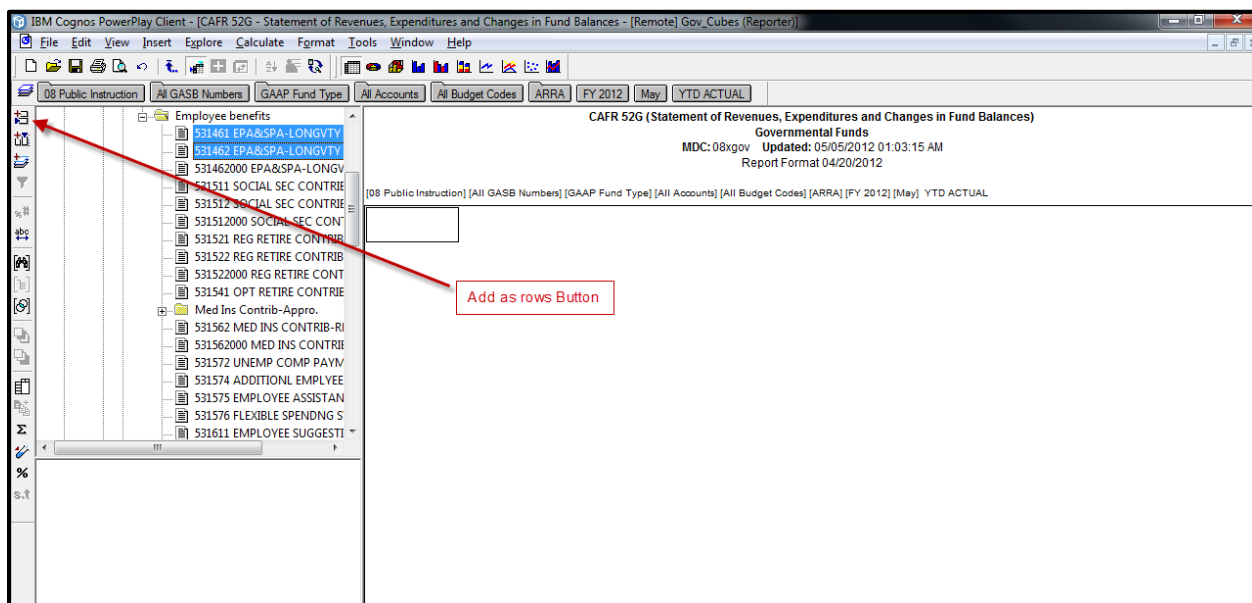 IBM Cognos PowerPlay Client - [CAFR 52G - Statement of Revenues, Expenditures and Changes in Fund Balances - [Remote] Gov_Cubes (Reporter)]
File Edit View Insert Explore Calculate Format Tools Window Help
08 Public Instruction All GASB Numbers GAAP Fund Type All Accounts All Budget Codes ARRA FY 2012 May YTD ACTUAL
Employee benefits
531461 EPA&SPA-LONGVTY
531462 EPA&SPA-LONGVTY
531462000 EPA&SPA-LONGV
531511 SOCIAL SEC CONTRIE
531512 SOCIAL SEC CONTRIE
531512000 SOCIAL SEC CON
531521 REG RETIRE CONTRIB
531522 REG RETIRE CONTRIB
531522000 REG RETIRE CONT
531541 OPT RETIRE CONTRIE
Med Ins Contrib-Appro.
531562 MED INS CONTRIB-RI
531562000 MED INS CONTRIE
531572 UNEMP COMP PAYM
531574 ADDITIONL EMPLYEE
531575 EMPLOYEE ASSISTAN
531576 FLEXIBLE SPENDNG S
531611 EMPLOYEE SUGGESTI
CAFR 52G (Statement of Revenues, Expenditures and Changes in Fund Balances)
Governmental Funds
MDC: 08xgov Updated: 05/05/2012 01:03:15 AM
Report Format 04/20/2012
[08 Public Instruction] [All GASB Numbers] [GAAP Fund Type] [All Accounts] [All Budget Codes] [ARRA] [FY 2012] [May] YTD ACTUAL
Add as rows Button
abc
%
s.t